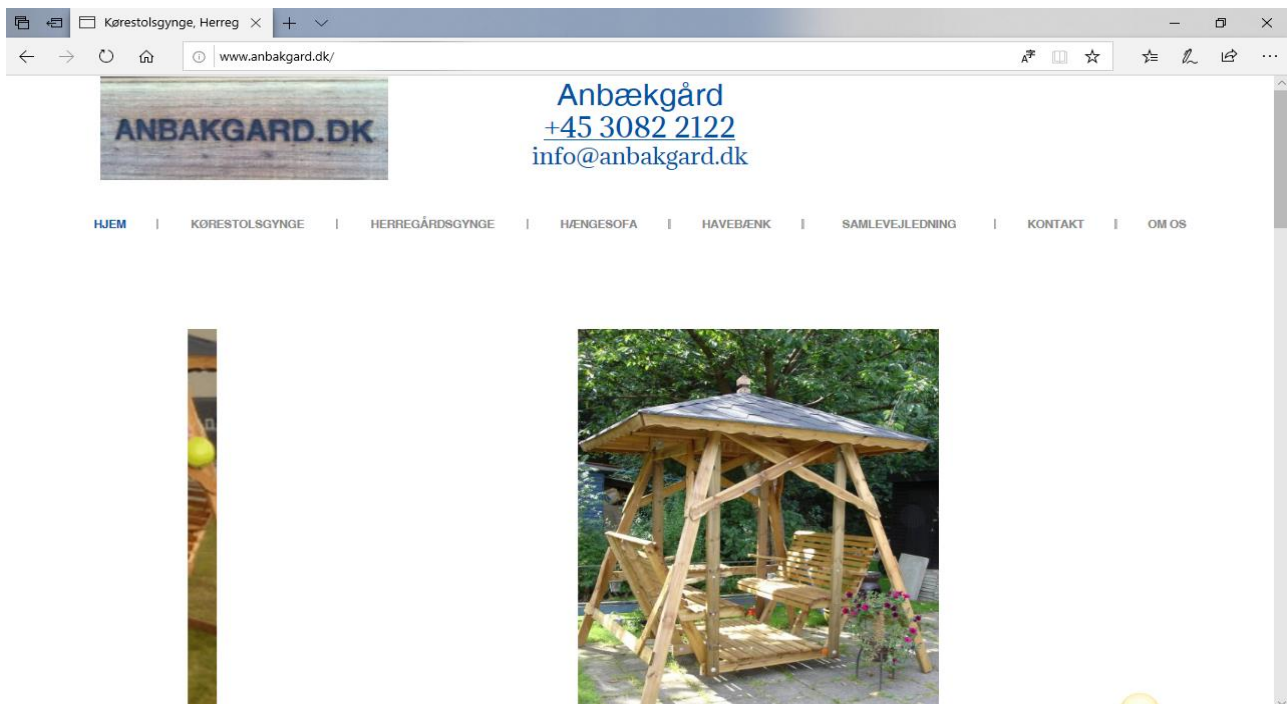 Kørestolsgynge, Herreg
www.anbakgard.dk/
ANBAKGARD.DK
Anbækgård
+45 3082 2122
info@anbakgard.dk
HJEM | KØRESTOLSGYNGE | HERREGÅRDSGYNGE | HÆNGESOFA | HAVEBÆNK | SAMLEVEJLEDNING | KONTAKT | OM OS